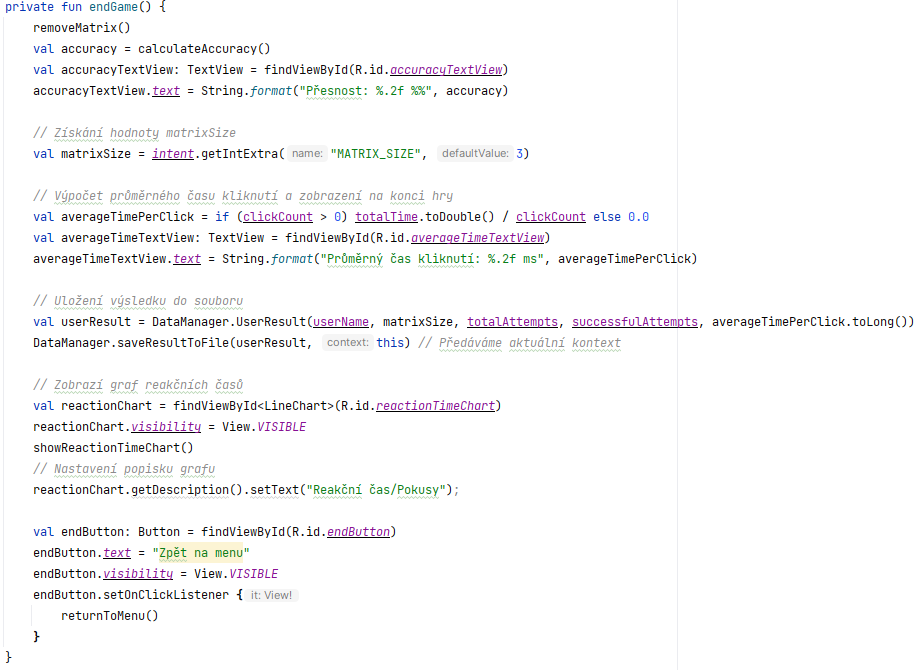 private fun endGame() {
    removeMatrix()
    val accuracy = calculateAccuracy()
    val accuracyTextView: TextView = findViewById(R.id.accuracyTextView)
    accuracyTextView.text = String.format("Přesnost: %.2f %%", accuracy)

    // Získání hodnoty matrixSize
    val matrixSize = intent.getIntExtra( name: "MATRIX_SIZE", defaultValue: 3)

    // Výpočet průměrného času kliknutí a zobrazení na konci hry
    val averageTimePerClick = if (clickCount > 0) totalTime.toDouble() / clickCount else 0.0
    val averageTimeTextView: TextView = findViewById(R.id.averageTimeTextView)
    averageTimeTextView.text = String.format("Průměrný čas kliknutí: %.2f ms", averageTimePerClick)

    // Uložení výsledku do souboru
    val userResult = DataManager.UserResult(userName, matrixSize, totalAttempts, successfulAttempts, averageTimePerClick.toLong())
    DataManager.saveResultToFile(userResult, context: this) // Předáváme aktuální kontext

    // Zobrazí graf reakčních časů
    val reactionChart = findViewById<LineChart>(R.id.reactionTimeChart)
    reactionChart.visibility = View.VISIBLE
    showReactionTimeChart()
    // Nastavení popisku grafu
    reactionChart.getDescription().setText("Reakční čas/Pokusy");

    val endButton: Button = findViewById(R.id.endButton)
    endButton.text = "Zpět na menu"
    endButton.visibility = View.VISIBLE
    endButton.setOnClickListener { it: View!
        returnToMenu()
    }
}